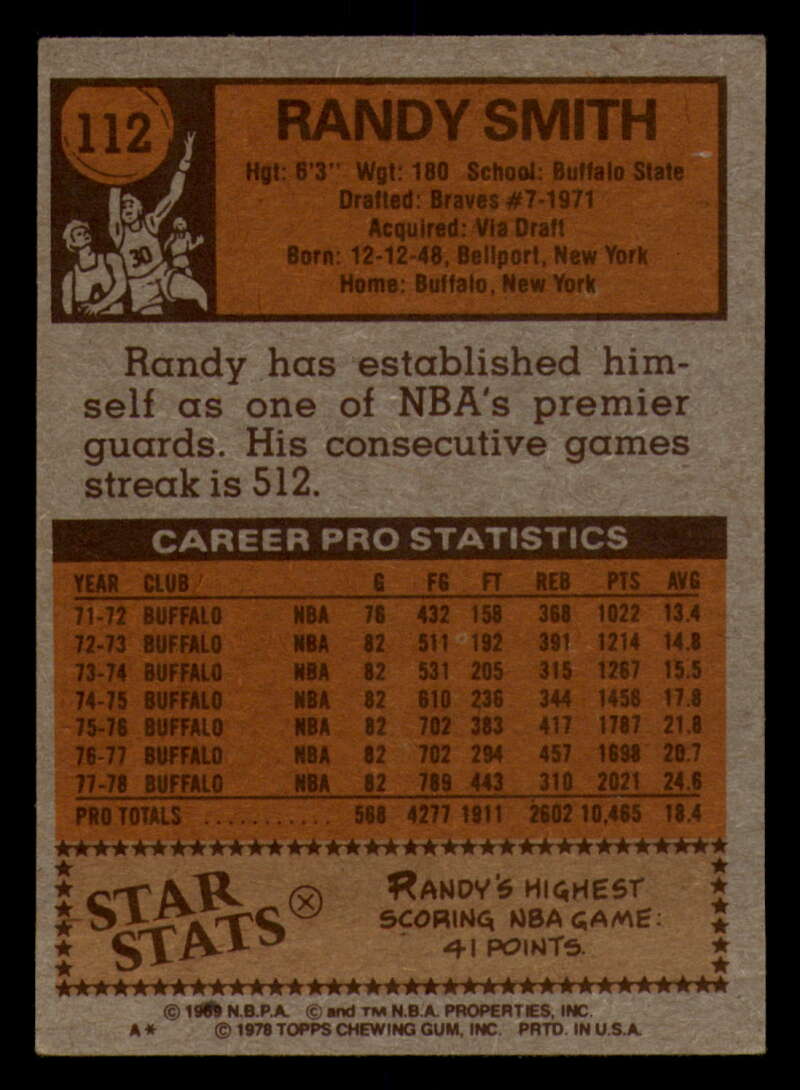 112
RANDY SMITH
Hgt: 6'3" Wgt: 180 School: Buffalo State
Drafted: Braves #7-1971
Acquired: Via Draft
Born: 12-12-48, Bellport, New York
Home: Buffalo, New York
30
Randy has established him-
self as one of NBA's premier
guards. His consecutive games
streak is 512.
CAREER PRO STATISTICS
YEAR CLUB G FG FT REB PTS AVG
71-72 BUFFALO NBA 76 432 158 368 1022 13.4
72-73 BUFFALO NBA 82 511 192 391 1214 14.8
73-74 BUFFALO NBA 82 531 205 315 1267 15.5
74-75 BUFFALO NBA 82 610 236 344 1456 17.8
75-76 BUFFALO NBA 82 702 383 417 1787 21.8
76-77 BUFFALO NBA 82 702 294 457 1698 20.7
77-78 BUFFALO NBA 82 789 443 310 2021 24.6
PRO TOTALS ........... 568 4277 1911 2602 10,465 18.4
STAR
STATS
RANDY'S HIGHEST
SCORING NBA GAME:
41 POINTS.
© 1969 N.B.P.A. © and TM N.B.A. PROPERTIES, INC.
A* © 1978 TOPPS CHEWING GUM, INC. PRTD. IN U.S.A.